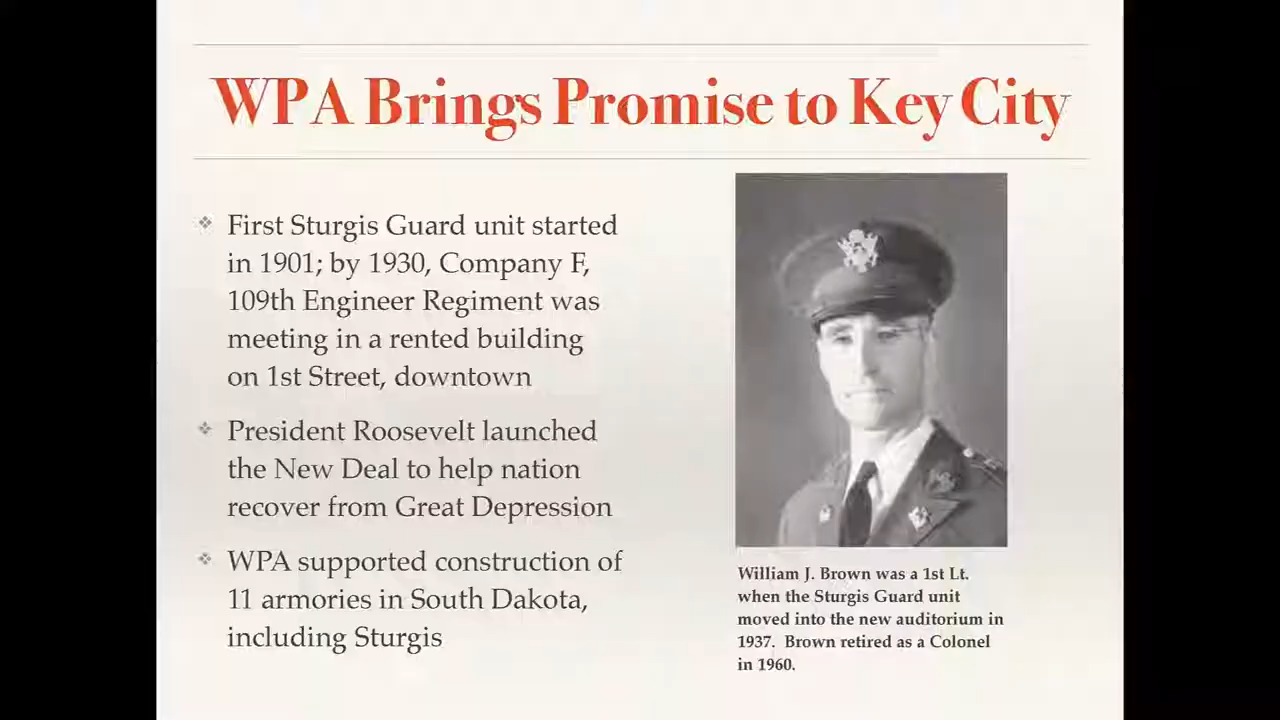 WPA Brings Promise to Key City
First Sturgis Guard unit started
in 1901; by 1930, Company F,
109th Engineer Regiment was
meeting in a rented building
on 1st Street, downtown
President Roosevelt launched
the New Deal to help nation
recover from Great Depression
WPA supported construction of
11 armories in South Dakota,
including Sturgis
William J. Brown was a 1st Lt.
when the Sturgis Guard unit
moved into the new auditorium in
1937.  Brown retired as a Colonel
in 1960.